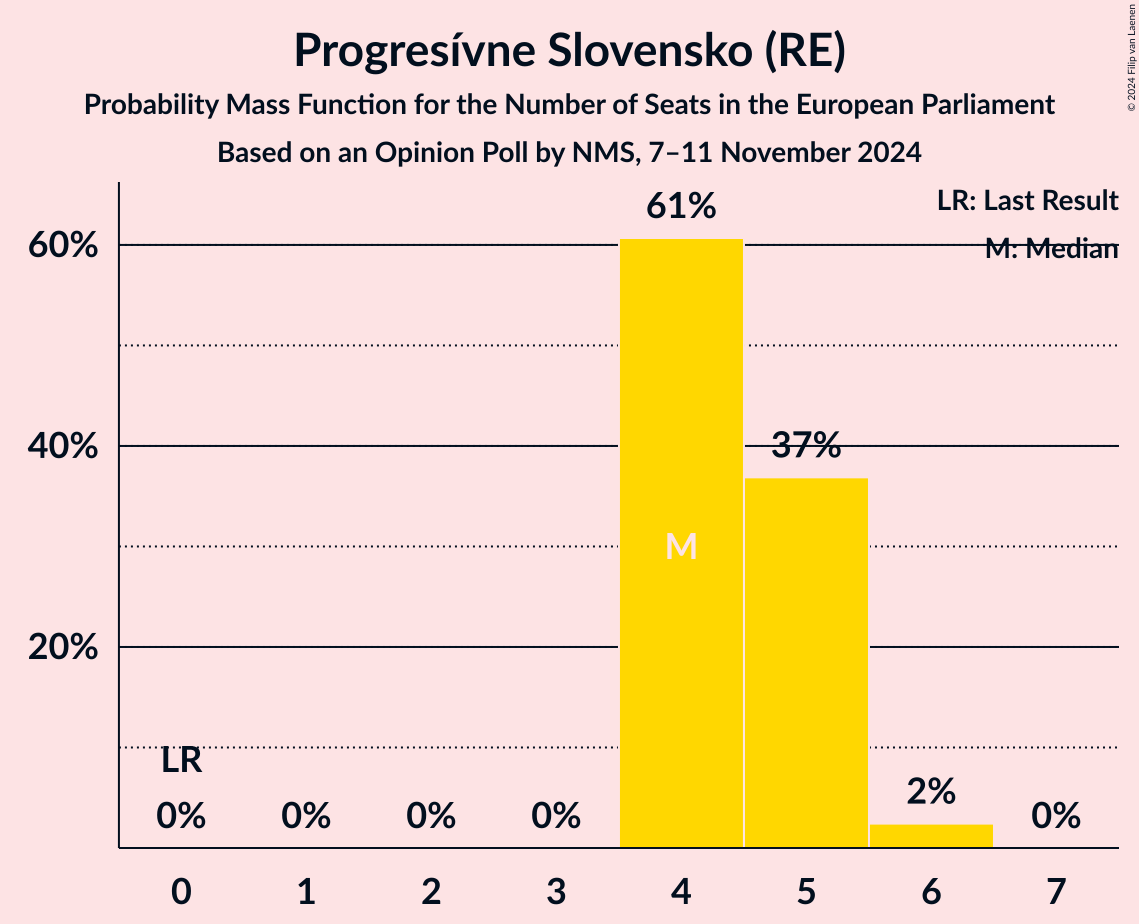 Progresívne Slovensko (RE)
Probability Mass Function for the Number of Seats in the European Parliament
Based on an Opinion Poll by NMS, 7–11 November 2024
© 2024 Filip van Laenen
LR: Last Result
M: Median
60%
40%
20%
61%
37%
M
LR
0%
0%
0%
0%
2%
0%
0
1
2
3
4
5
6
7